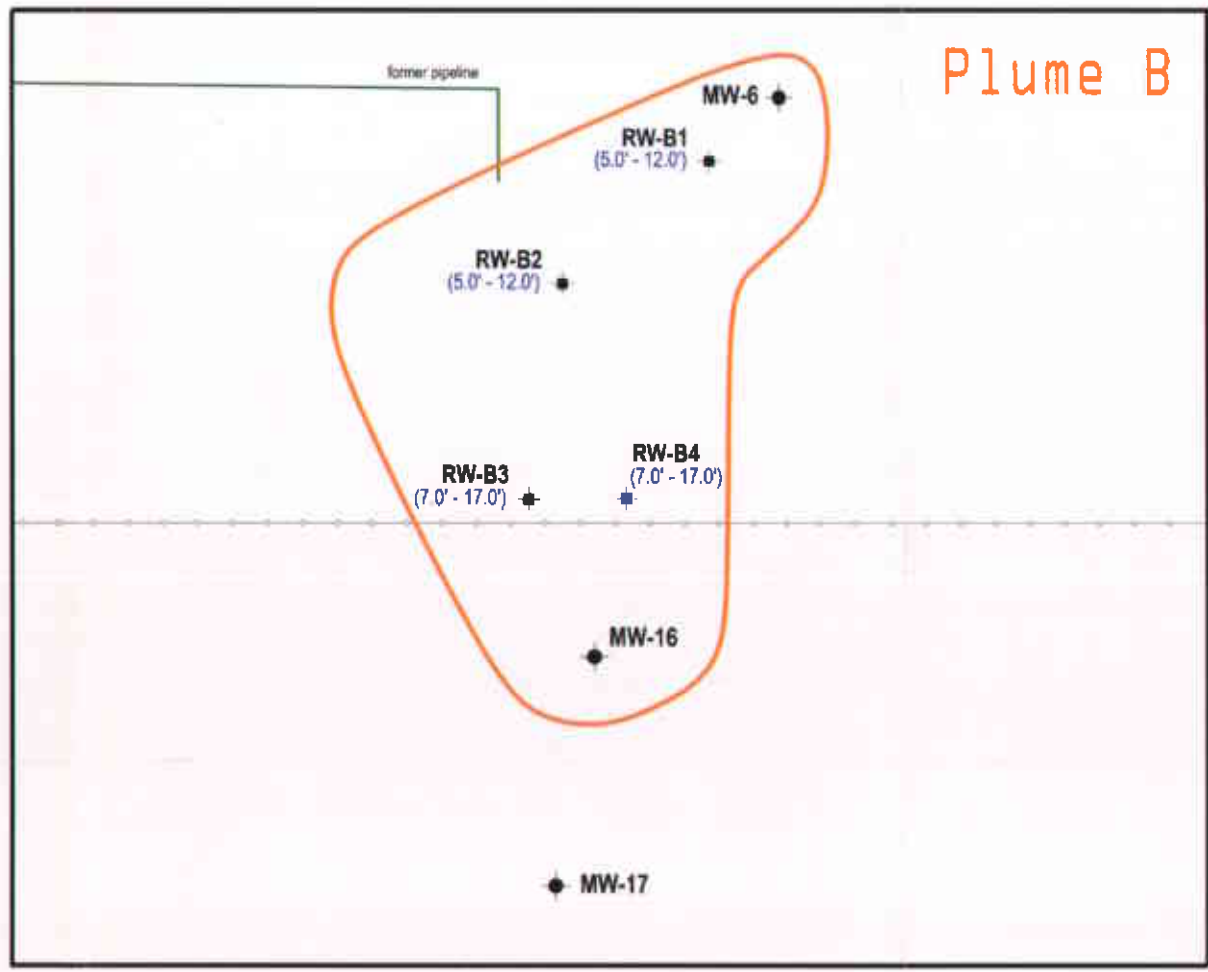 Plume B
former pipeline
MW-6
RW-B1
(5.0' - 12.0')
RW-B2
(5.0' - 12.0')
RW-B4
(7.0' - 17.0')
RW-B3
(7.0' - 17.0')
MW-16
MW-17